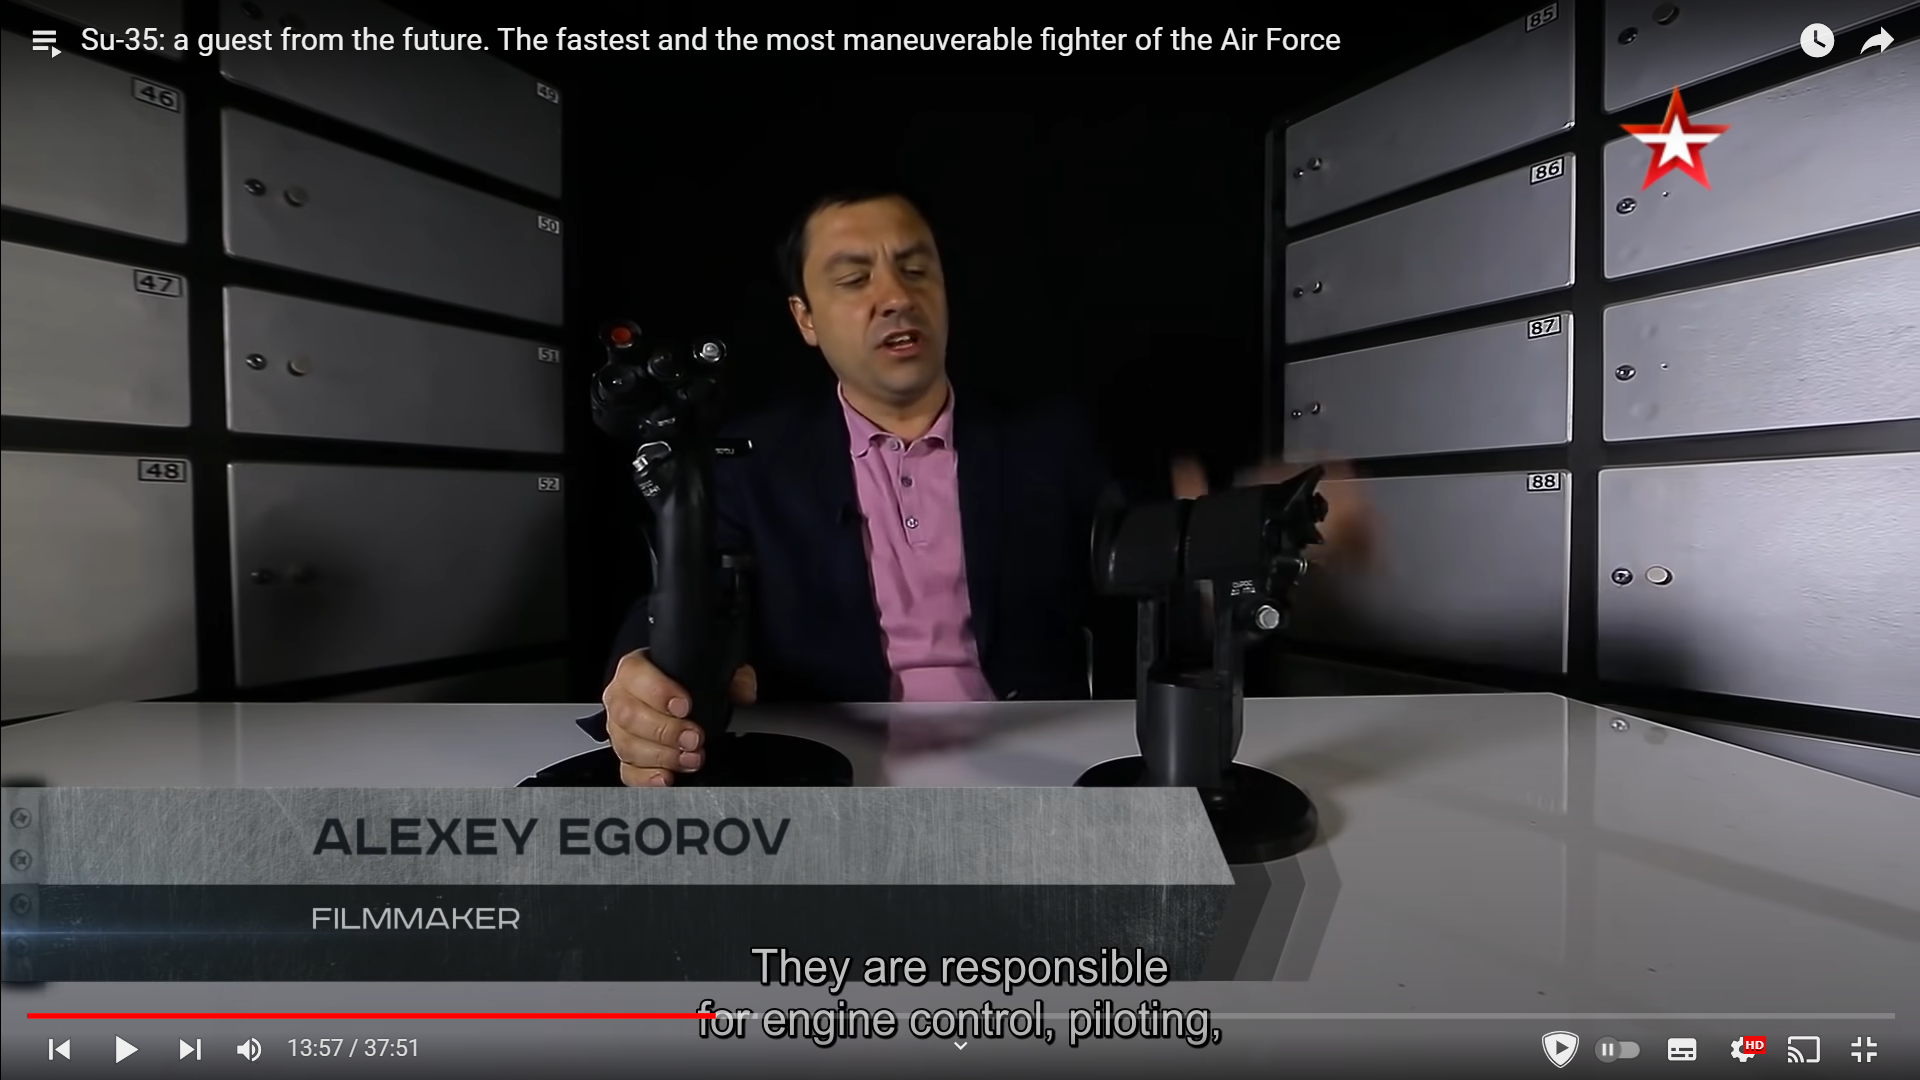 Su-35: a guest from the future. The fastest and the most maneuverable fighter of the Air Force
46
49
50
47
51
48
52
85
86
87
88
ALEXEY EGOROV
FILMMAKER
They are responsible
for engine control, piloting,
13:57 / 37:51
HD